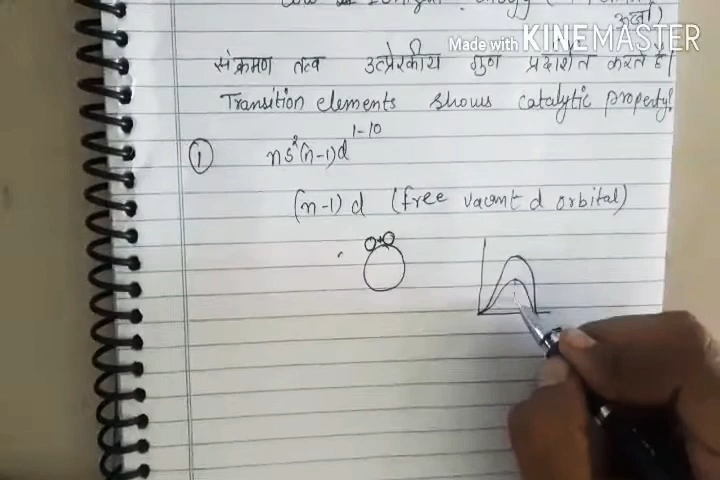 Made with KINEMASTER
संक्रमण तत्व उत्प्रेरकीय गुण प्रदर्शित करते हैं।
Transition elements shows catalytic property?
① ns²(n-1)d¹⁻¹⁰
(n-1) d (free vacant d orbital)